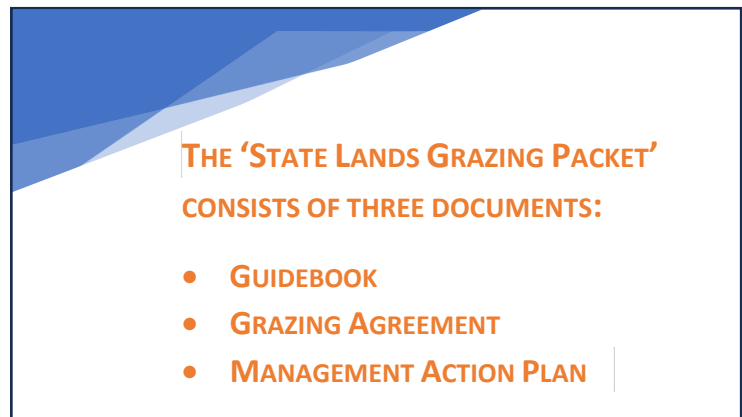 THE ‘STATE LANDS GRAZING PACKET’
CONSISTS OF THREE DOCUMENTS:
• GUIDEBOOK
• GRAZING AGREEMENT
• MANAGEMENT ACTION PLAN